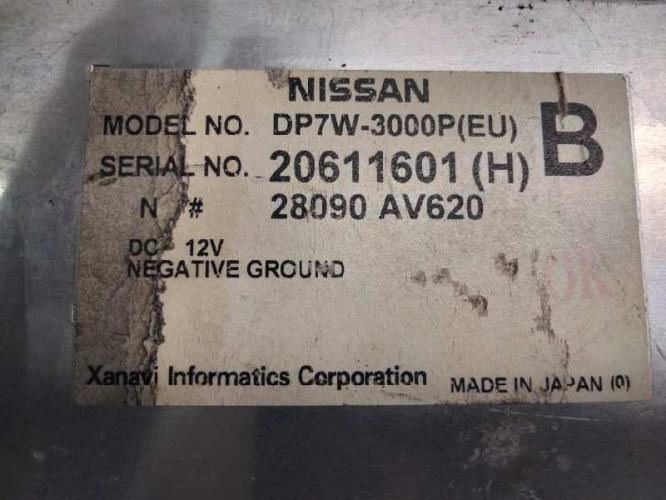 NISSAN
MODEL NO. DP7W-3000P(EU)
B
SERIAL NO. 20611601 (H)
N # 28090 AV620
DC - 12V
NEGATIVE GROUND
OK
Xanavi Informatics Corporation MADE IN JAPAN (0)